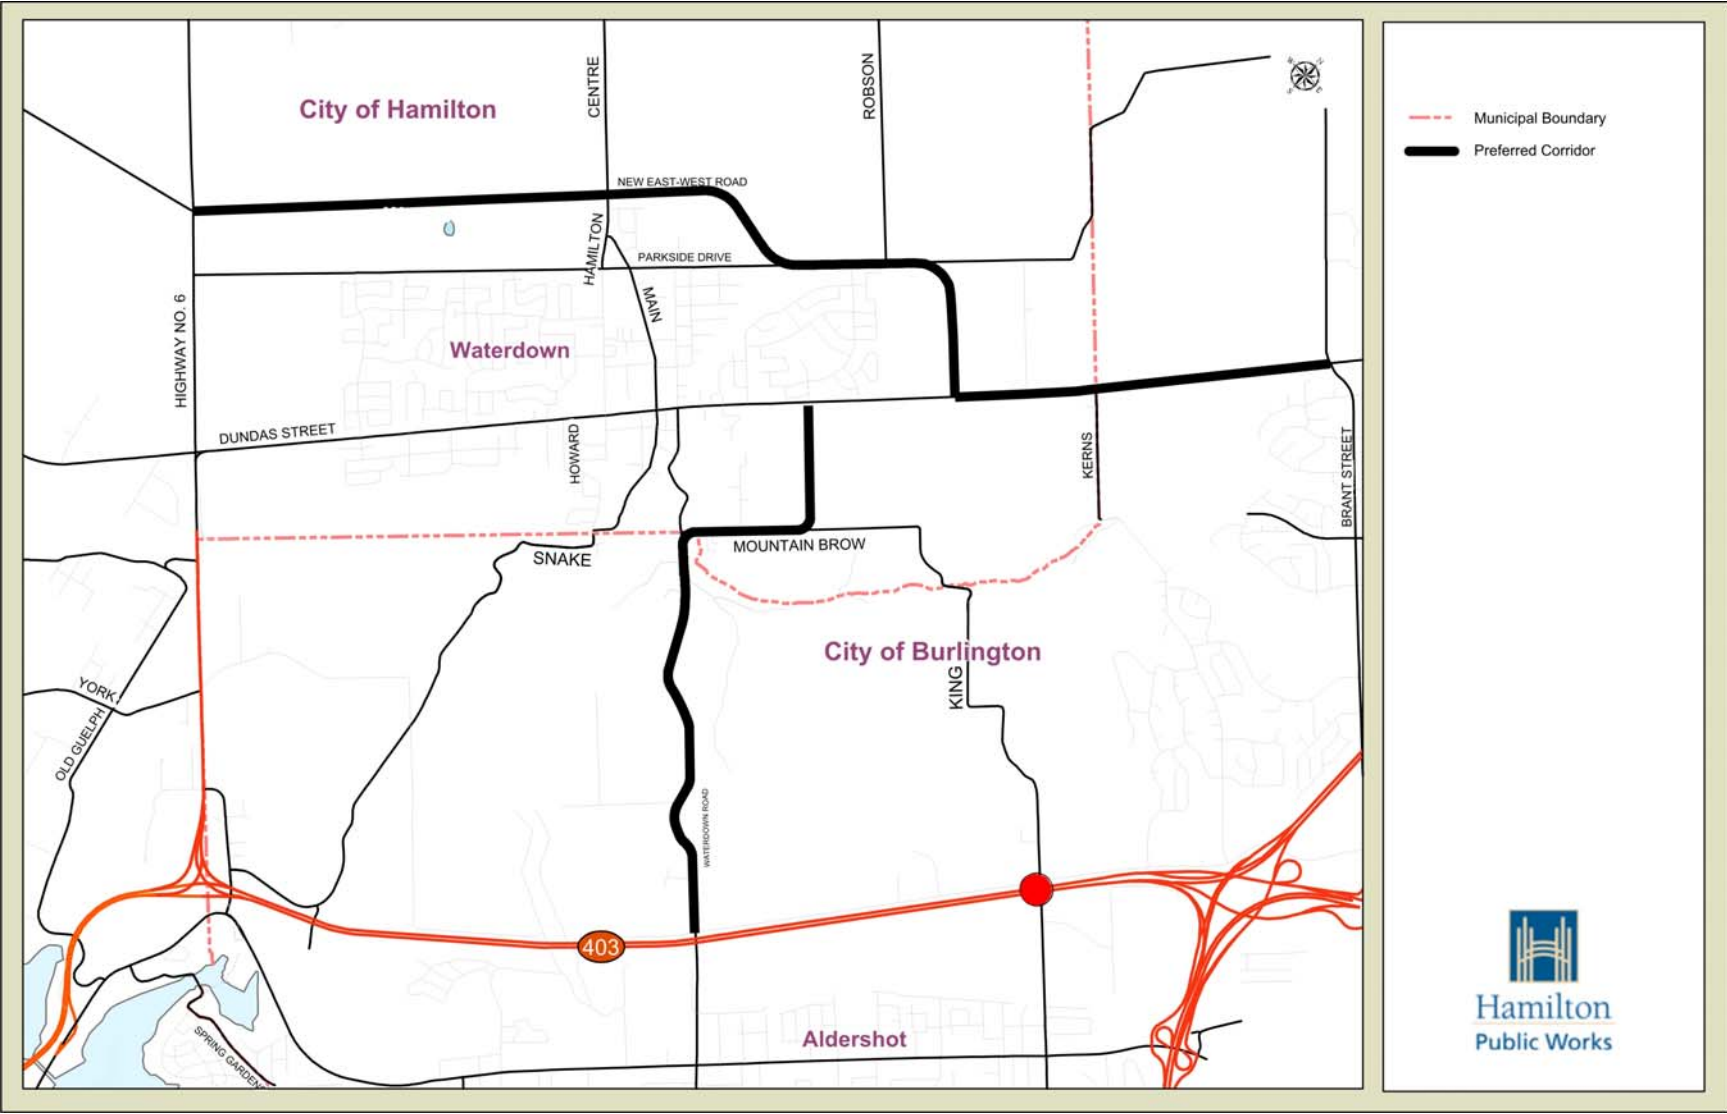 City of Hamilton
CENTRE
ROBSON
N
W
E
S
Municipal Boundary
Preferred Corridor
NEW EAST-WEST ROAD
HAMILTON
PARKSIDE DRIVE
MAIN
HIGHWAY NO. 6
Waterdown
DUNDAS STREET
HOWARD
KERNS
BRANT STREET
SNAKE
MOUNTAIN BROW
City of Burlington
KING
YORK
OLD GUELPH
WATERDOWN ROAD
403
Aldershot
SPRING GARDENS
Hamilton
Public Works